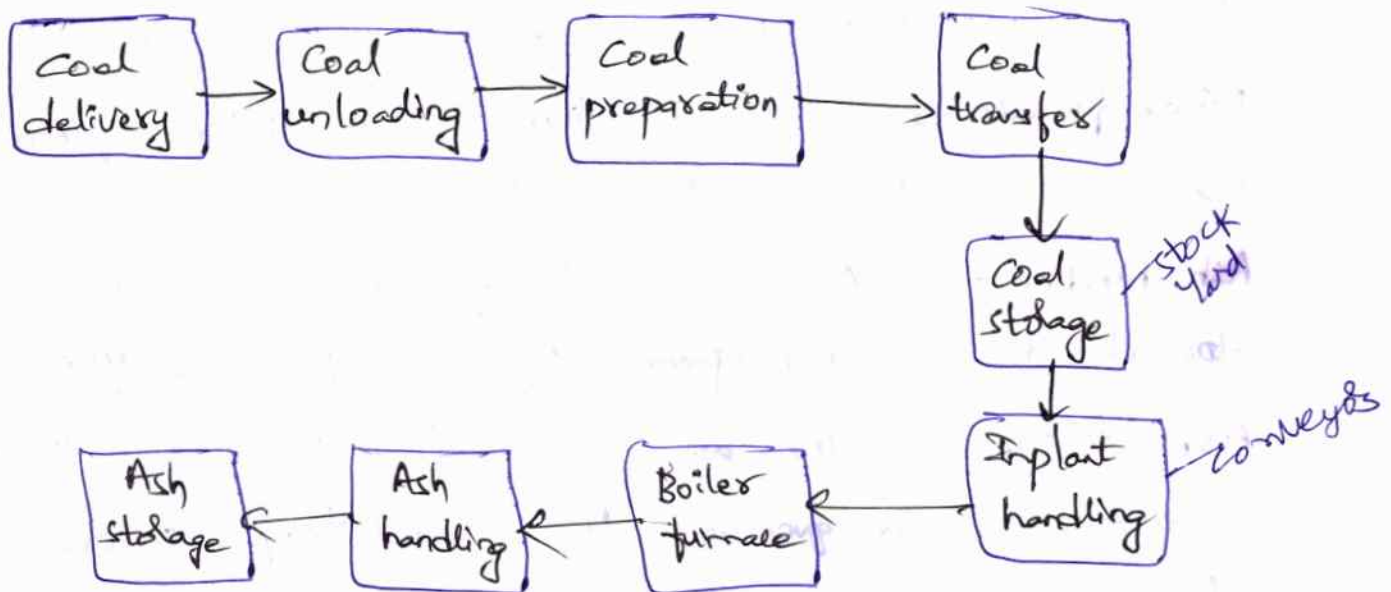 Coal
delivery
Coal
unloading
Coal
preparation
Coal
transfer
Coal
storage
Stock
Yard
Inplant
handling
conveyors
Boiler
furnace
Ash
handling
Ash
storage